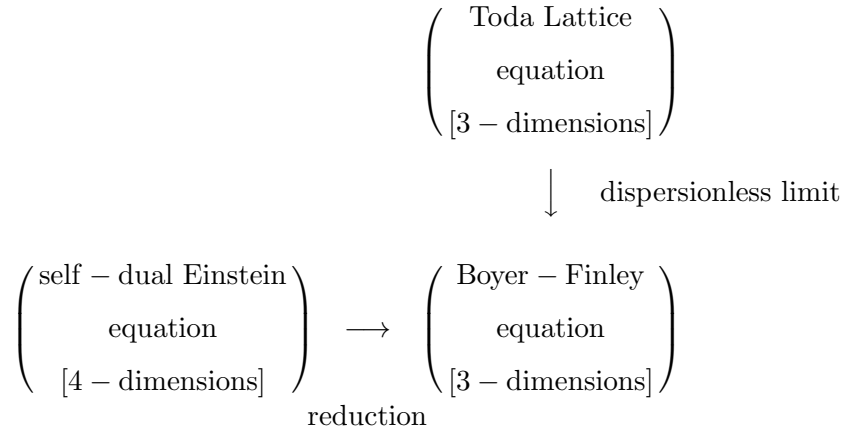 Toda Lattice
equation
[3 − dimensions]
dispersionless limit
self − dual Einstein
equation
[4 − dimensions]
reduction
Boyer − Finley
equation
[3 − dimensions]